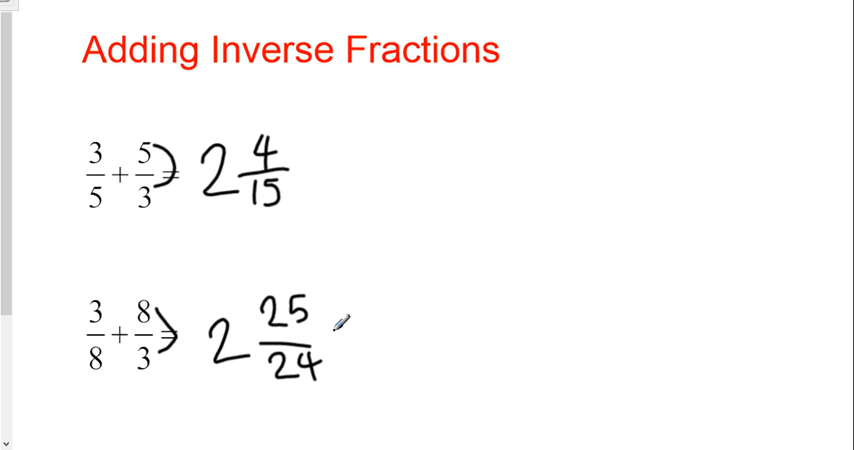 Adding Inverse Fractions
3/5 + 5/3 = 2 4/15
3/8 + 8/3 = 2 25/24